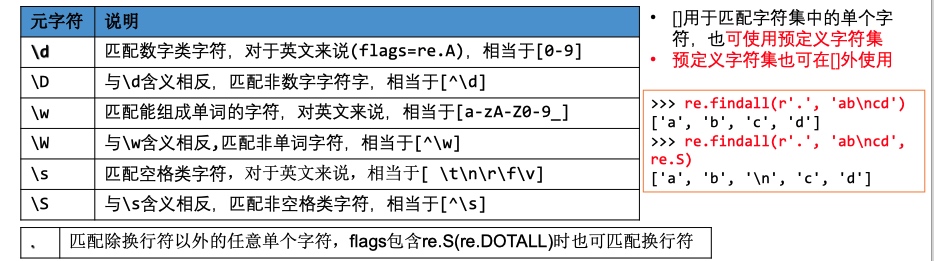 元字符 说明
\d 匹配数字类字符，对于英文来说(flags=re.A)，相当于[0-9]
\D 与\d含义相反，匹配非数字字符字，相当于[^\d]
\w 匹配能组成单词的字符，对英文来说，相当于[a-zA-Z0-9_]
\W 与\w含义相反,匹配非单词字符，相当于[^\w]
\s 匹配空格类字符，对于英文来说，相当于[ \t\n\r\f\v]
\S 与\s含义相反，匹配非空格类字符，相当于[^\s]
. 匹配除换行符以外的任意单个字符，flags包含re.S(re.DOTALL)时也可匹配换行符
• []用于匹配字符集中的单个字
符，也可使用预定义字符集
• 预定义字符集也可在[]外使用
>>> re.findall(r'.', 'ab\ncd')
['a', 'b', 'c', 'd']
>>> re.findall(r'.', 'ab\ncd',
re.S)
['a', 'b', '\n', 'c', 'd']